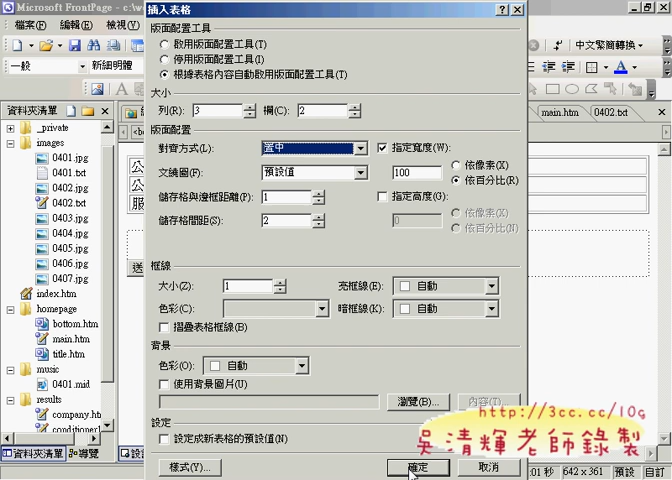 Microsoft FrontPage - c:\w
插入表格
檔案(F) 編輯(E) 檢視(V)
版面配置工具
啟用版面配置工具(T)
停用版面配置工具(I)
根據表格內容自動啟用版面配置工具(T)
中文繁簡轉換
一般
新細明體
大小
列(R): 3 欄(C): 2
資料夾清單
main.htm 0402.txt
版面配置
對齊方式(L): 置中 指定寬度(W):
100 依像素(X)
依百分比(R)
文繞圖(F): 預設值
儲存格與邊框距離(P): 1 指定高度(G):
儲存格間距(S): 2 0 依像素(X)
依百分比(N)
_private
images
0401.jpg
0401.txt
0402.jpg
0402.txt
0403.jpg
0404.jpg
0405.jpg
0406.jpg
0407.jpg
index.htm
homepage
bottom.htm
main.htm
title.htm
music
0401.mid
results
company.ht
conditioner1
公
公
服
送
框線
大小(Z): 1 亮框線(E): 自動
色彩(C): 暗框線(K): 自動
摺疊表格框線(B)
背景
色彩(O): 自動
使用背景圖片(U)
瀏覽(B)... 內容(T)...
設定
設定成新表格的預設值(N)
樣式(Y)... 確定 取消
http://3cc.cc/10g
吳清輝老師錄製
資料夾清單 導覽
:01 秒 642 x 361 預設 自訂